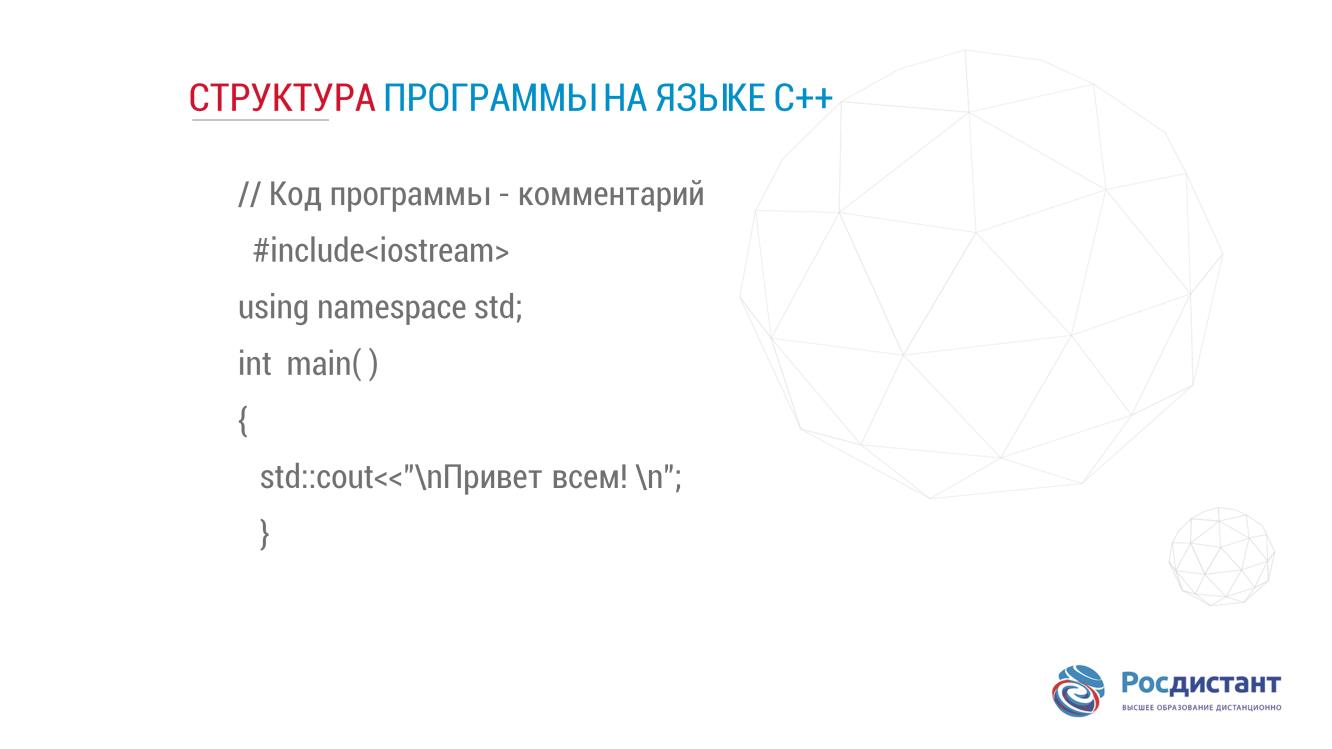 СТРУКТУРА ПРОГРАММЫ НА ЯЗЫКЕ С++
// Код программы - комментарий
#include<iostream>
using namespace std;
int  main( )
{
std::cout<<"\nПривет всем! \n";
}
Росдистант
ВЫСШЕЕ ОБРАЗОВАНИЕ ДИСТАНЦИОННО